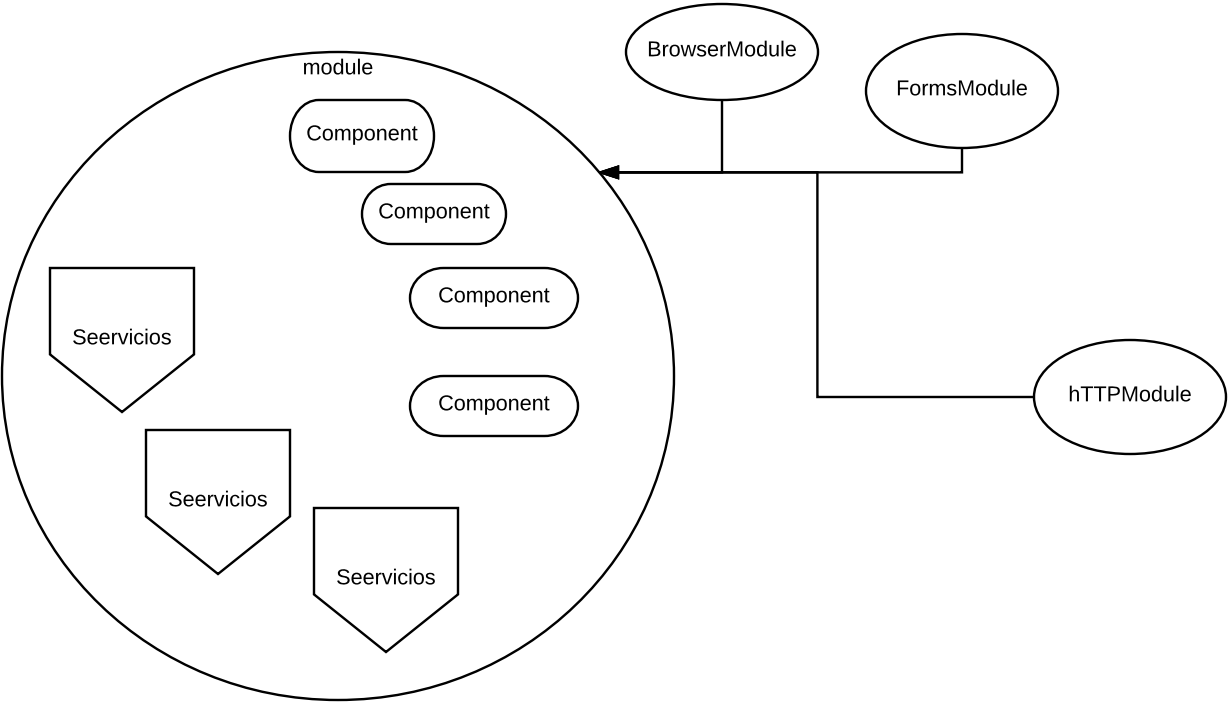 module
BrowserModule
FormsModule
Component
Component
Component
Component
Seervicios
Seervicios
Seervicios
hTTPModule